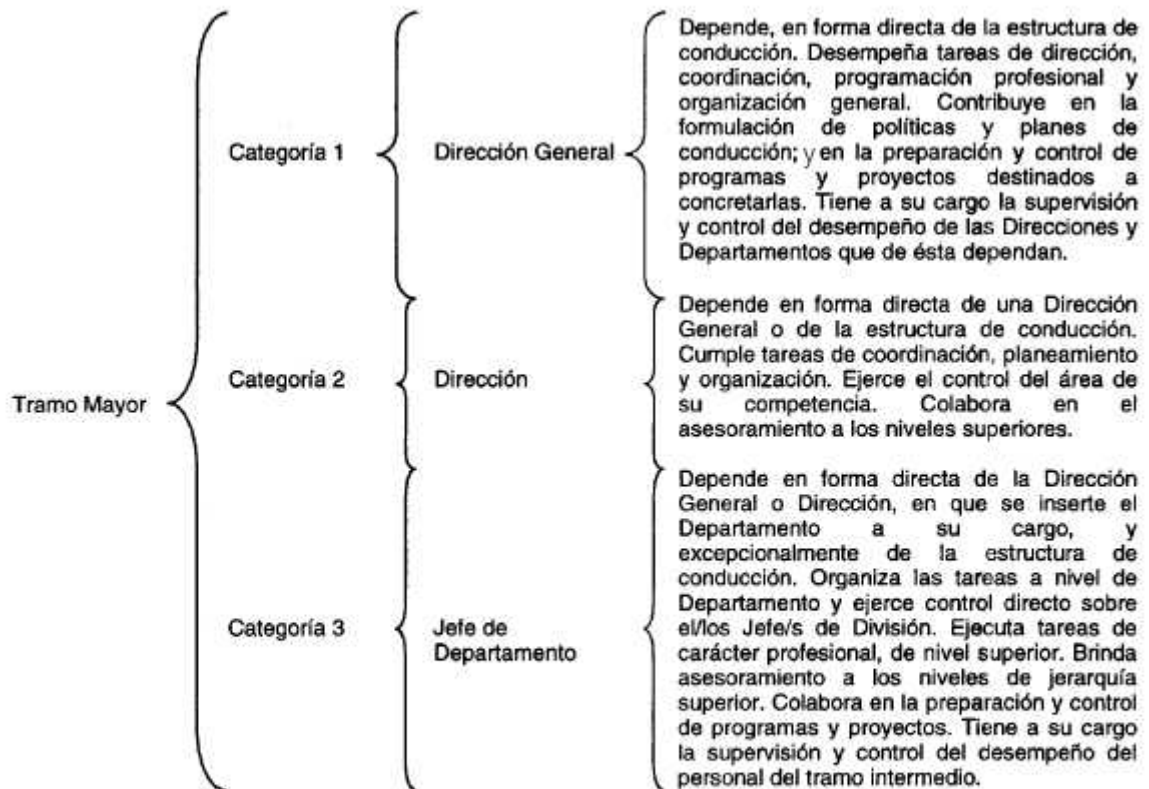 Tramo Mayor
Categoría 1
Dirección General
Depende, en forma directa de la estructura de
conducción. Desempeña tareas de dirección,
coordinación, programación profesional y
organización general. Contribuye en la
formulación de políticas y planes de
conducción; y en la preparación y control de
programas y proyectos destinados a
concretarlas. Tiene a su cargo la supervisión
y control del desempeño de las Direcciones y
Departamentos que de ésta dependan.
Categoría 2
Dirección
Depende en forma directa de una Dirección
General o de la estructura de conducción.
Cumple tareas de coordinación, planeamiento
y organización. Ejerce el control del área de
su competencia. Colabora en el
asesoramiento a los niveles superiores.
Categoría 3
Jefe de
Departamento
Depende en forma directa de la Dirección
General o Dirección, en que se inserte el
Departamento a su cargo, y
excepcionalmente de la estructura de
conducción. Organiza las tareas a nivel de
Departamento y ejerce control directo sobre
el/los Jefe/s de División. Ejecuta tareas de
carácter profesional, de nivel superior. Brinda
asesoramiento a los niveles de jerarquía
superior. Colabora en la preparación y control
de programas y proyectos. Tiene a su cargo
la supervisión y control del desempeño del
personal del tramo intermedio.